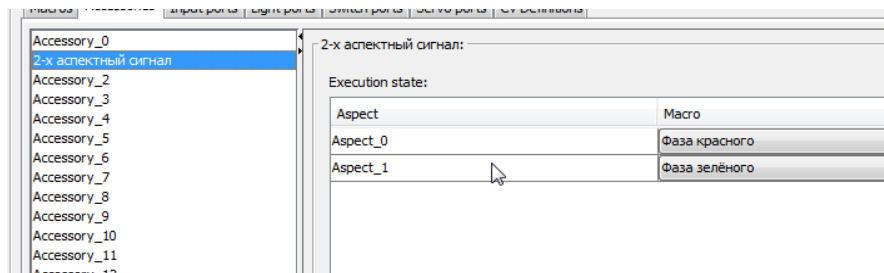 Macros Accessories Input ports Light ports Switch ports Servo ports CV Definitions
Accessory_0
2-х аспектный сигнал
Accessory_2
Accessory_3
Accessory_4
Accessory_5
Accessory_6
Accessory_7
Accessory_8
Accessory_9
Accessory_10
Accessory_11
Accessory_12
2-х аспектный сигнал:
Execution state:
Aspect Macro
Aspect_0 Фаза красного
Aspect_1 Фаза зелёного